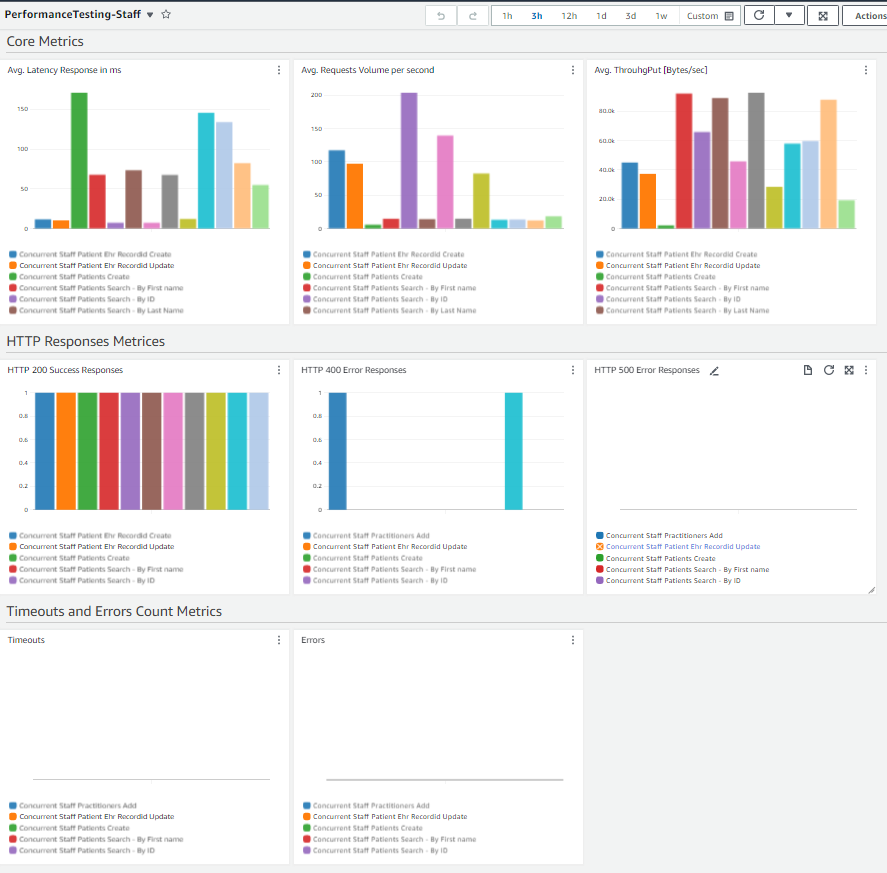 PerformanceTesting-Staff
1h 3h 12h 1d 3d 1w Custom Actions
Core Metrics
Avg. Latency Response in ms
150
100
50
0
Concurrent Staff Patient Ehr RecordId Create
Concurrent Staff Patient Ehr RecordId Update
Concurrent Staff Patients Create
Concurrent Staff Patients Search - By First name
Concurrent Staff Patients Search - By ID
Concurrent Staff Patients Search - By Last Name
Avg. Requests Volume per second
200
150
100
50
0
Concurrent Staff Patient Ehr RecordId Create
Concurrent Staff Patient Ehr RecordId Update
Concurrent Staff Patients Create
Concurrent Staff Patients Search - By First name
Concurrent Staff Patients Search - By ID
Concurrent Staff Patients Search - By Last Name
Avg. ThrouhgPut [Bytes/sec]
80.0k
60.0k
40.0k
20.0k
0
Concurrent Staff Patient Ehr RecordId Create
Concurrent Staff Patient Ehr RecordId Update
Concurrent Staff Patients Create
Concurrent Staff Patients Search - By First name
Concurrent Staff Patients Search - By ID
Concurrent Staff Patients Search - By Last Name
HTTP Responses Metrices
HTTP 200 Success Responses
1
0.8
0.6
0.4
0.2
0
Concurrent Staff Patient Ehr RecordId Create
Concurrent Staff Patient Ehr RecordId Update
Concurrent Staff Patients Create
Concurrent Staff Patients Search - By First name
Concurrent Staff Patients Search - By ID
HTTP 400 Error Responses
1
0.8
0.6
0.4
0.2
0
Concurrent Staff Practitioners Add
Concurrent Staff Patient Ehr RecordId Update
Concurrent Staff Patients Create
Concurrent Staff Patients Search - By First name
Concurrent Staff Patients Search - By ID
HTTP 500 Error Responses
Concurrent Staff Practitioners Add
Concurrent Staff Patient Ehr RecordId Update
Concurrent Staff Patients Create
Concurrent Staff Patients Search - By First name
Concurrent Staff Patients Search - By ID
Timeouts and Errors Count Metrics
Timeouts
Concurrent Staff Practitioners Add
Concurrent Staff Patient Ehr RecordId Update
Concurrent Staff Patients Create
Concurrent Staff Patients Search - By First name
Concurrent Staff Patients Search - By ID
Errors
Concurrent Staff Practitioners Add
Concurrent Staff Patient Ehr RecordId Update
Concurrent Staff Patients Create
Concurrent Staff Patients Search - By First name
Concurrent Staff Patients Search - By ID